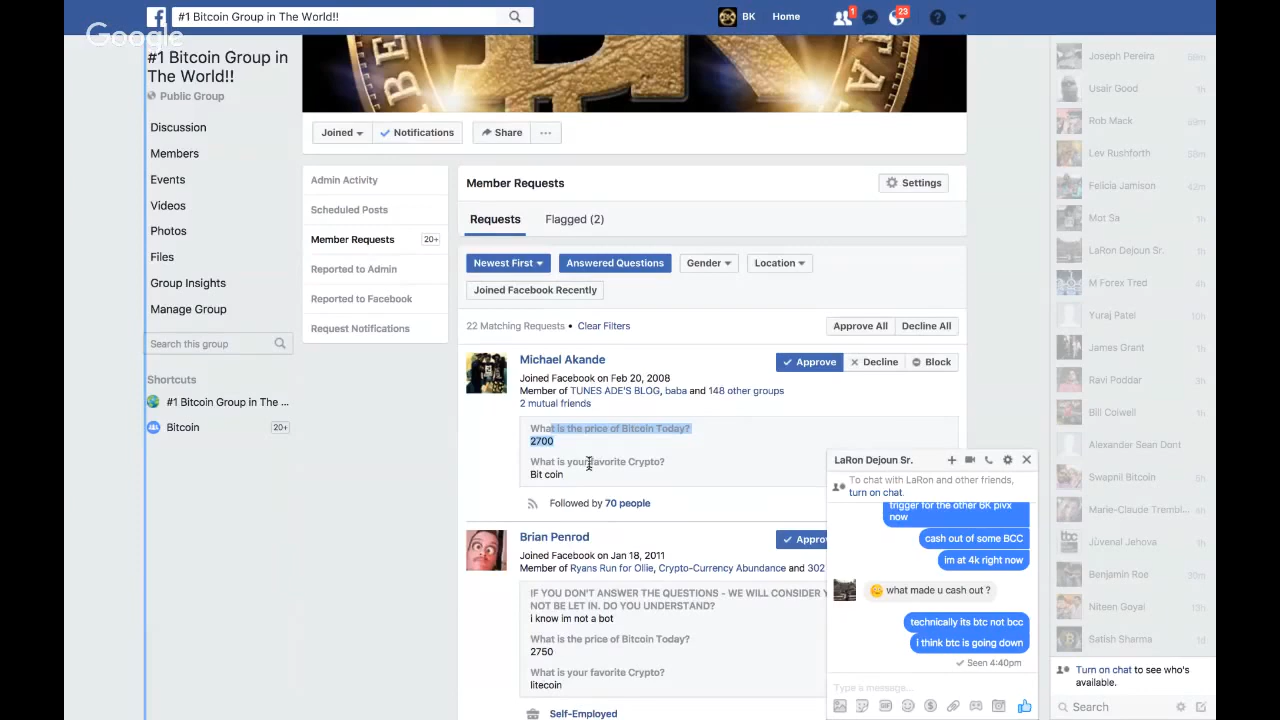 #1 Bitcoin Group in The World!!
BK
Home
1
23
Google
#1 Bitcoin Group in
The World!!
Public Group
Discussion
Members
Events
Videos
Photos
Files
Group Insights
Manage Group
Search this group
Shortcuts
#1 Bitcoin Group in The ...
Bitcoin
20+
Joined
Notifications
Share
...
Admin Activity
Scheduled Posts
Member Requests
20+
Reported to Admin
Reported to Facebook
Request Notifications
Member Requests
Settings
Requests
Flagged (2)
Newest First
Answered Questions
Gender
Location
Joined Facebook Recently
22 Matching Requests • Clear Filters
Approve All
Decline All
Michael Akande
Approve
Decline
Block
Joined Facebook on Feb 20, 2008
Member of TUNES ADE'S BLOG, baba and 148 other groups
2 mutual friends
What is the price of Bitcoin Today?
2700
What is your favorite Crypto?
Bit coin
Followed by 70 people
Brian Penrod
Appro
Joined Facebook on Jan 18, 2011
Member of Ryans Run for Ollie, Crypto-Currency Abundance and 302
IF YOU DON'T ANSWER THE QUESTIONS - WE WILL CONSIDER
NOT BE LET IN. DO YOU UNDERSTAND?
i know im not a bot
What is the price of Bitcoin Today?
2750
What is your favorite Crypto?
litecoin
Self-Employed
LaRon Dejoun Sr.
To chat with LaRon and other friends,
turn on chat.
trigger for the other 6K pivx
now
cash out of some BCC
im at 4k right now
what made u cash out ?
technically its btc not bcc
i think btc is going down
Seen 4:40pm
Type a message...
Joseph Pereira
Usair Good
1h
Rob Mack
Lev Rushforth
58m
Felicia Jamison
Mot Sa
1h
LaRon Dejoun Sr.
1h
M Forex Tred
Yuraj Patel
James Grant
1h
Ravi Poddar
Bill Colwell
1h
Alexander Sean Dont
Swapnil Bitcoin
Marie-Claude Trembl...
Juvenal Jehova
1h
Benjamin Roe
Niteen Goyal
Satish Sharma
Turn on chat to see who's
available.
Search